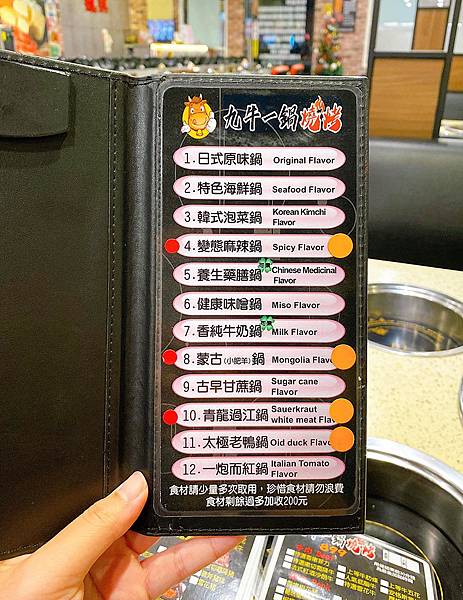 九牛一鍋燒烤
1.日式原味鍋 Original Flavor
2.特色海鮮鍋 Seafood Flavor
3.韓式泡菜鍋 Korean Kimchi
Flavor
4.變態麻辣鍋 Spicy Flavor
5.養生藥膳鍋 Chinese Medicinal
Flavor
6.健康味噌鍋 Miso Flavor
7.香純牛奶鍋 Milk Flavor
8.蒙古(小肥羊)鍋 Mongolia Flavo
9.古早甘蔗鍋 Sugar cane
Flavor
10.青龍過江鍋 Sauerkraut
white meat Flav
11.太極老鴨鍋 Oid duck Flavo
12.一炮而紅鍋 Italian Tomato
Flavor
食材請少量多次取用，珍惜食材請勿浪費
食材剩餘過多加收200元